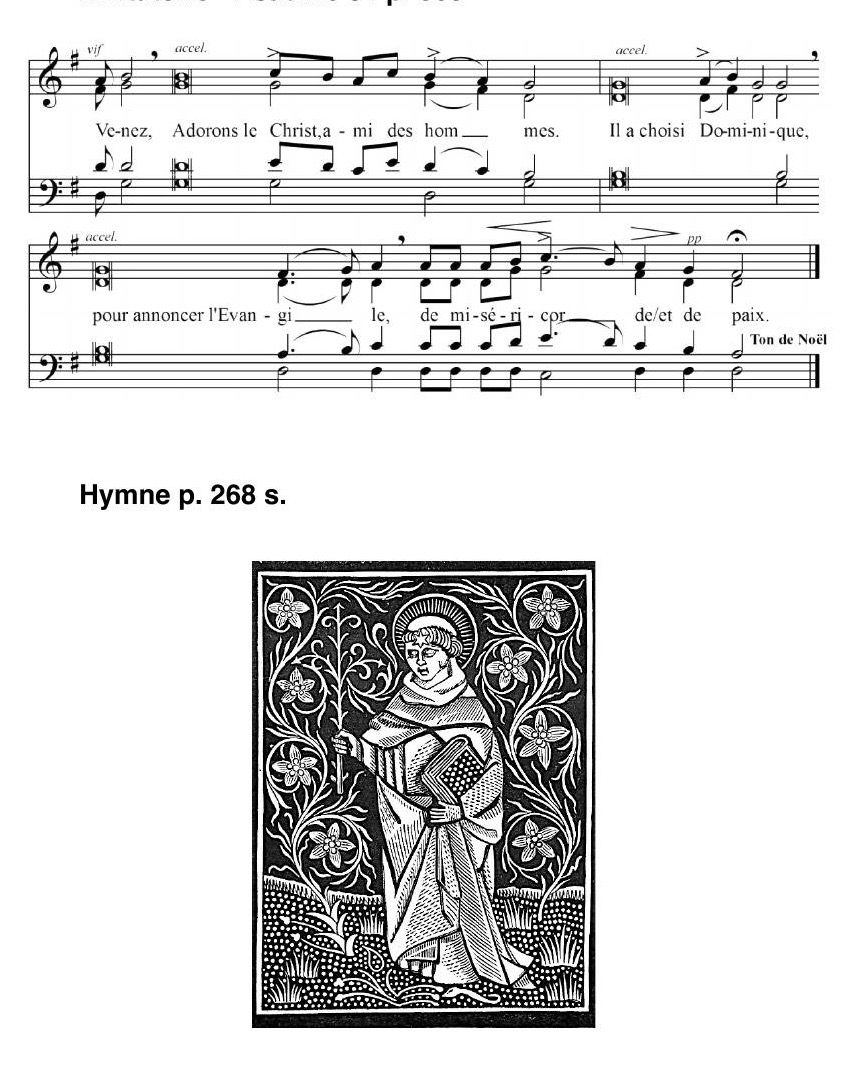 vif accel. accel.
Ve-nez, Adorons le Christ,a - mi des hom mes. Il a choisi Do-mi-ni-que,
accel. pp
pour annoncer l'Evan - gi le, de mi-sé-ri - cor de/et de paix.
Ton de Noël
Hymne p. 268 s.